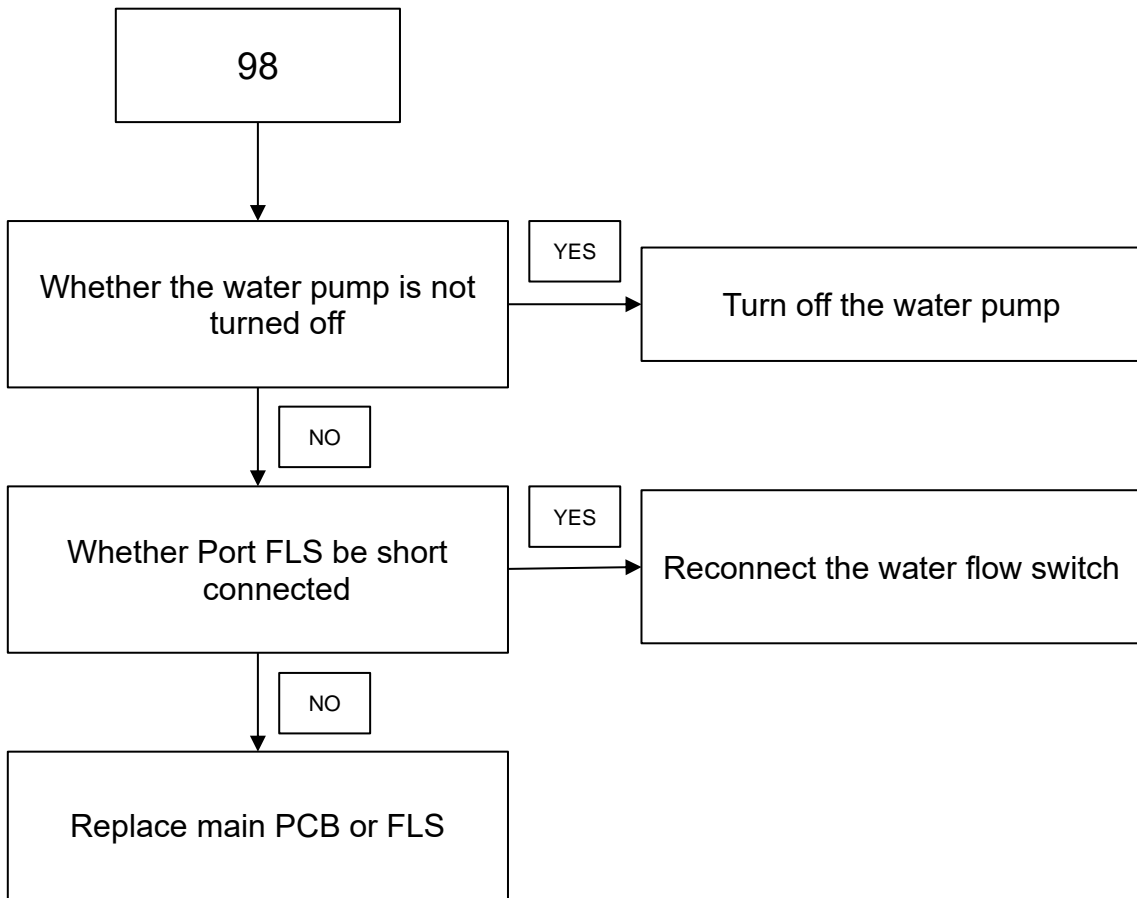 98
Whether the water pump is not
turned off
YES
Turn off the water pump
NO
Whether Port FLS be short
connected
YES
Reconnect the water flow switch
NO
Replace main PCB or FLS